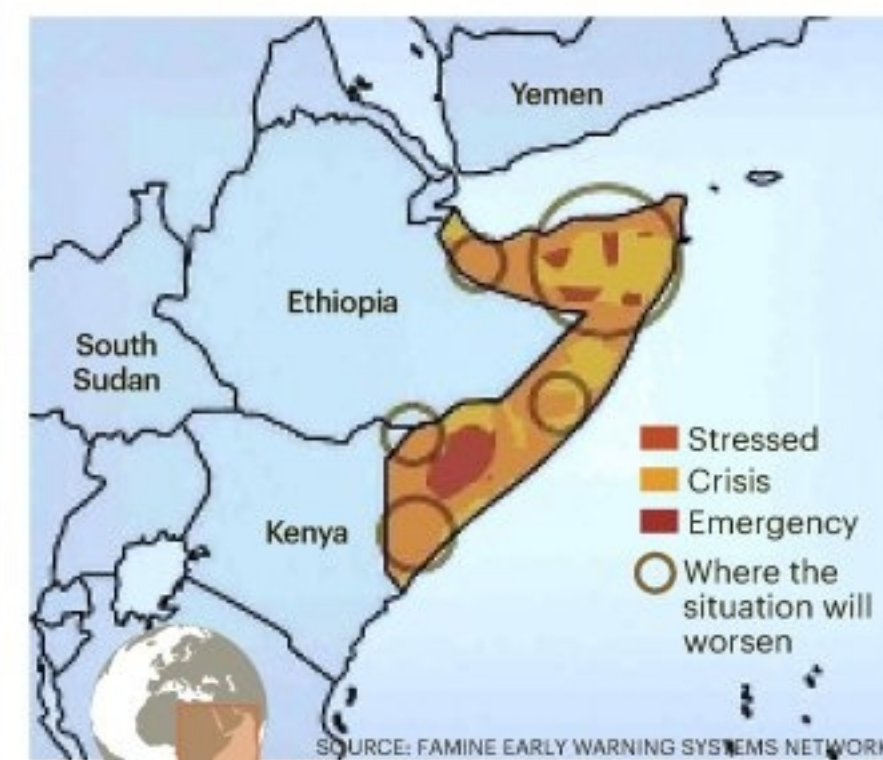 Yemen
Ethiopia
South
Sudan
Kenya
Stressed
Crisis
Emergency
Where the
situation will
worsen
SOURCE: FAMINE EARLY WARNING SYSTEMS NETWORK